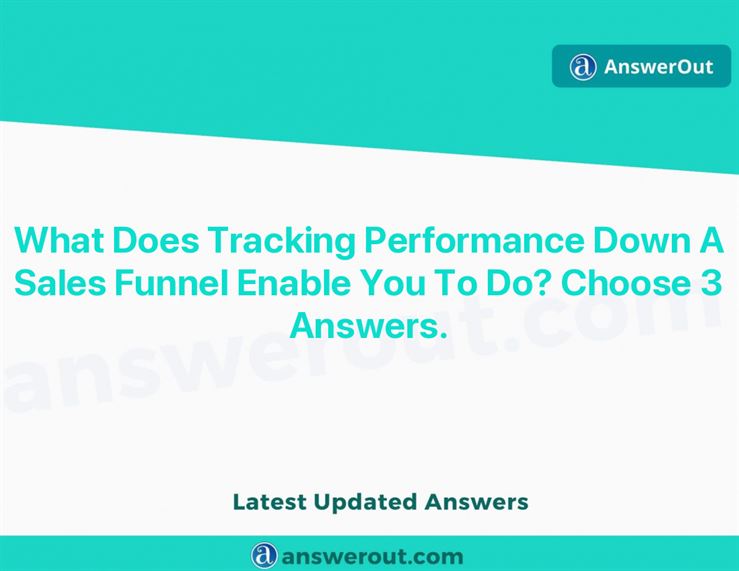 AnswerOut
What Does Tracking Performance Down A
Sales Funnel Enable You To Do? Choose 3
Answers.
answerout.com
Latest Updated Answers
answerout.com